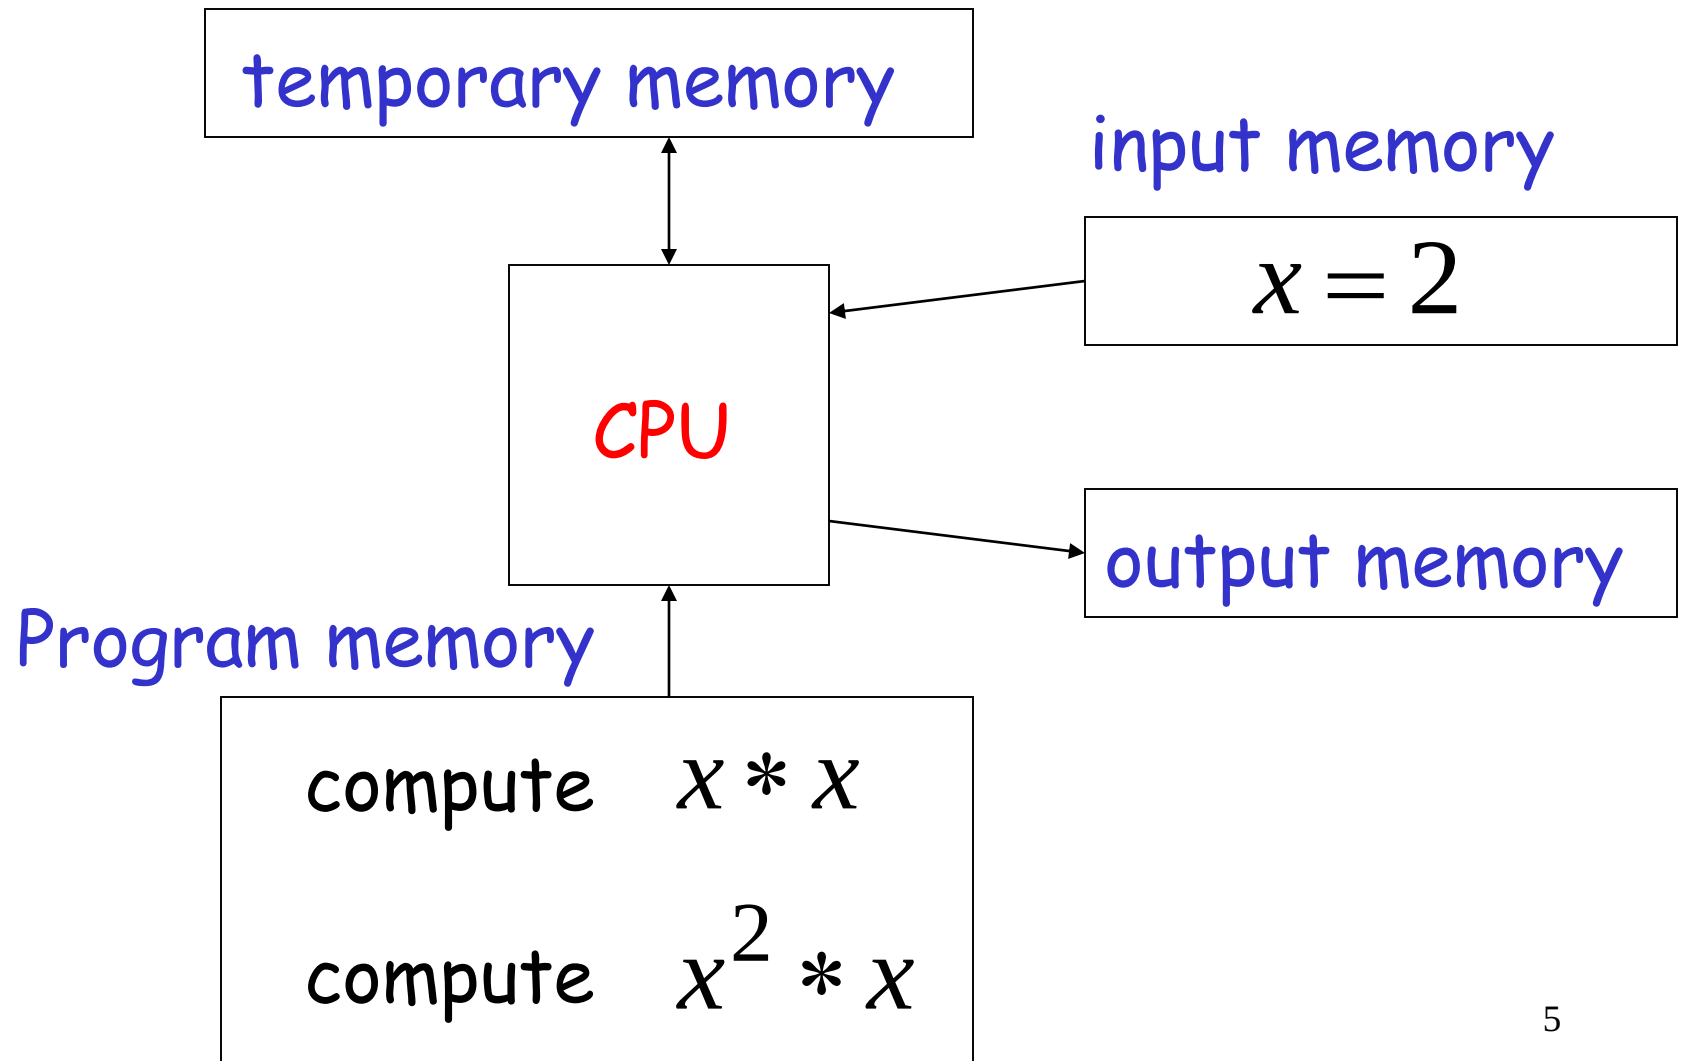 temporary memory
input memory
x = 2
CPU
output memory
Program memory
compute x ∗ x
compute x² ∗ x
5